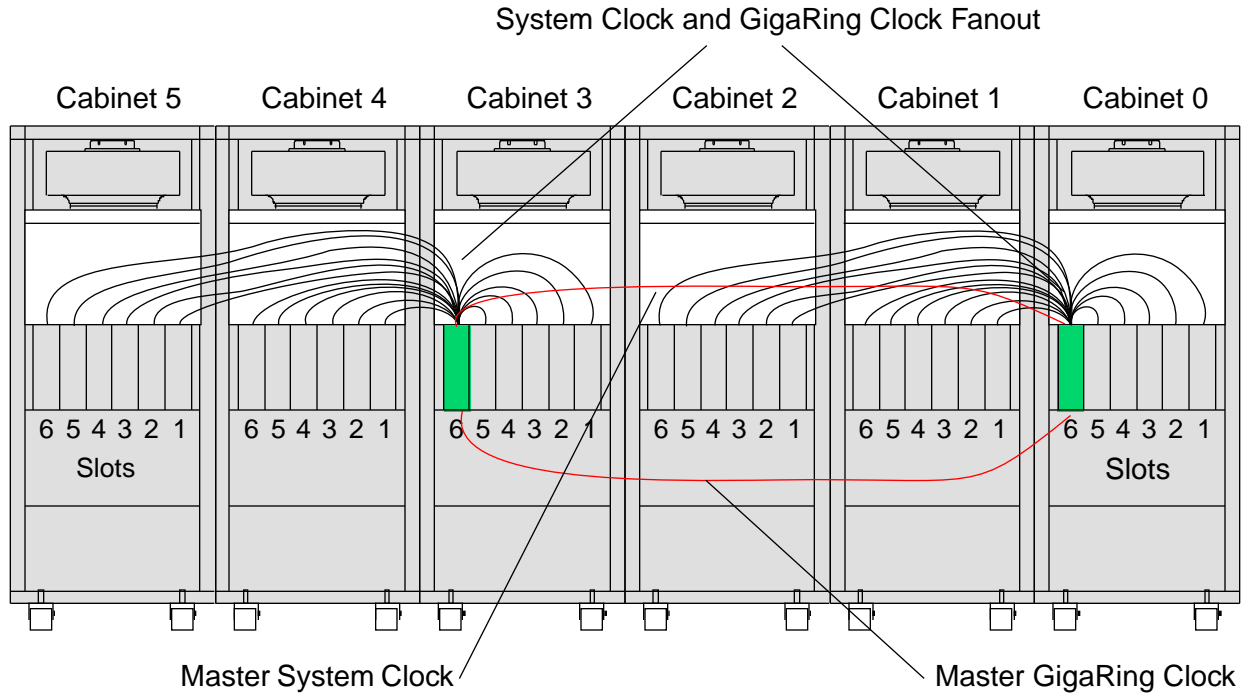 System Clock and GigaRing Clock Fanout
Cabinet 5 Cabinet 4 Cabinet 3 Cabinet 2 Cabinet 1 Cabinet 0
6 5 4 3 2 1 6 5 4 3 2 1 6 5 4 3 2 1 6 5 4 3 2 1 6 5 4 3 2 1 6 5 4 3 2 1
Slots Slots
Master System Clock Master GigaRing Clock